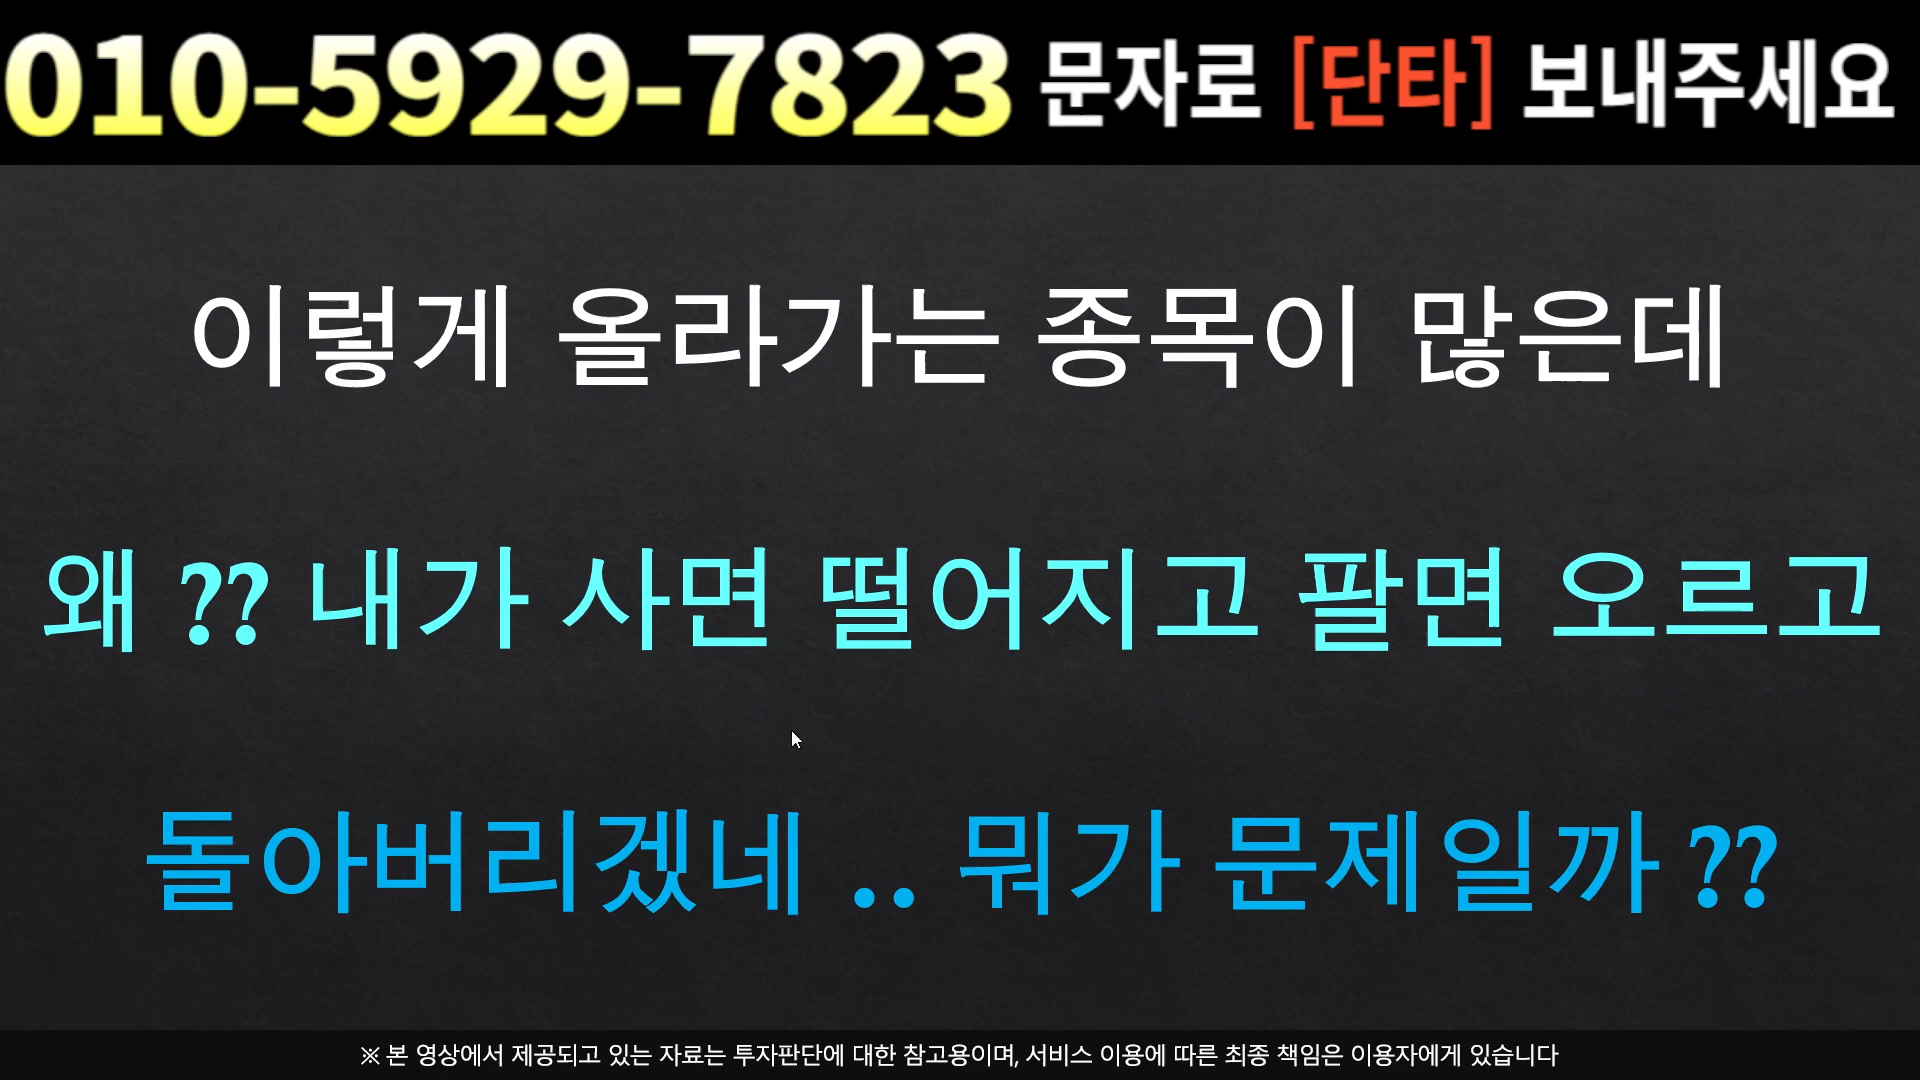 010-5929-7823 문자로 [단타] 보내주세요
이렇게 올라가는 종목이 많은데
왜 ?? 내가 사면 떨어지고 팔면 오르고
돌아버리겠네 .. 뭐가 문제일까 ??
※ 본 영상에서 제공되고 있는 자료는 투자판단에 대한 참고용이며, 서비스 이용에 따른 최종 책임은 이용자에게 있습니다